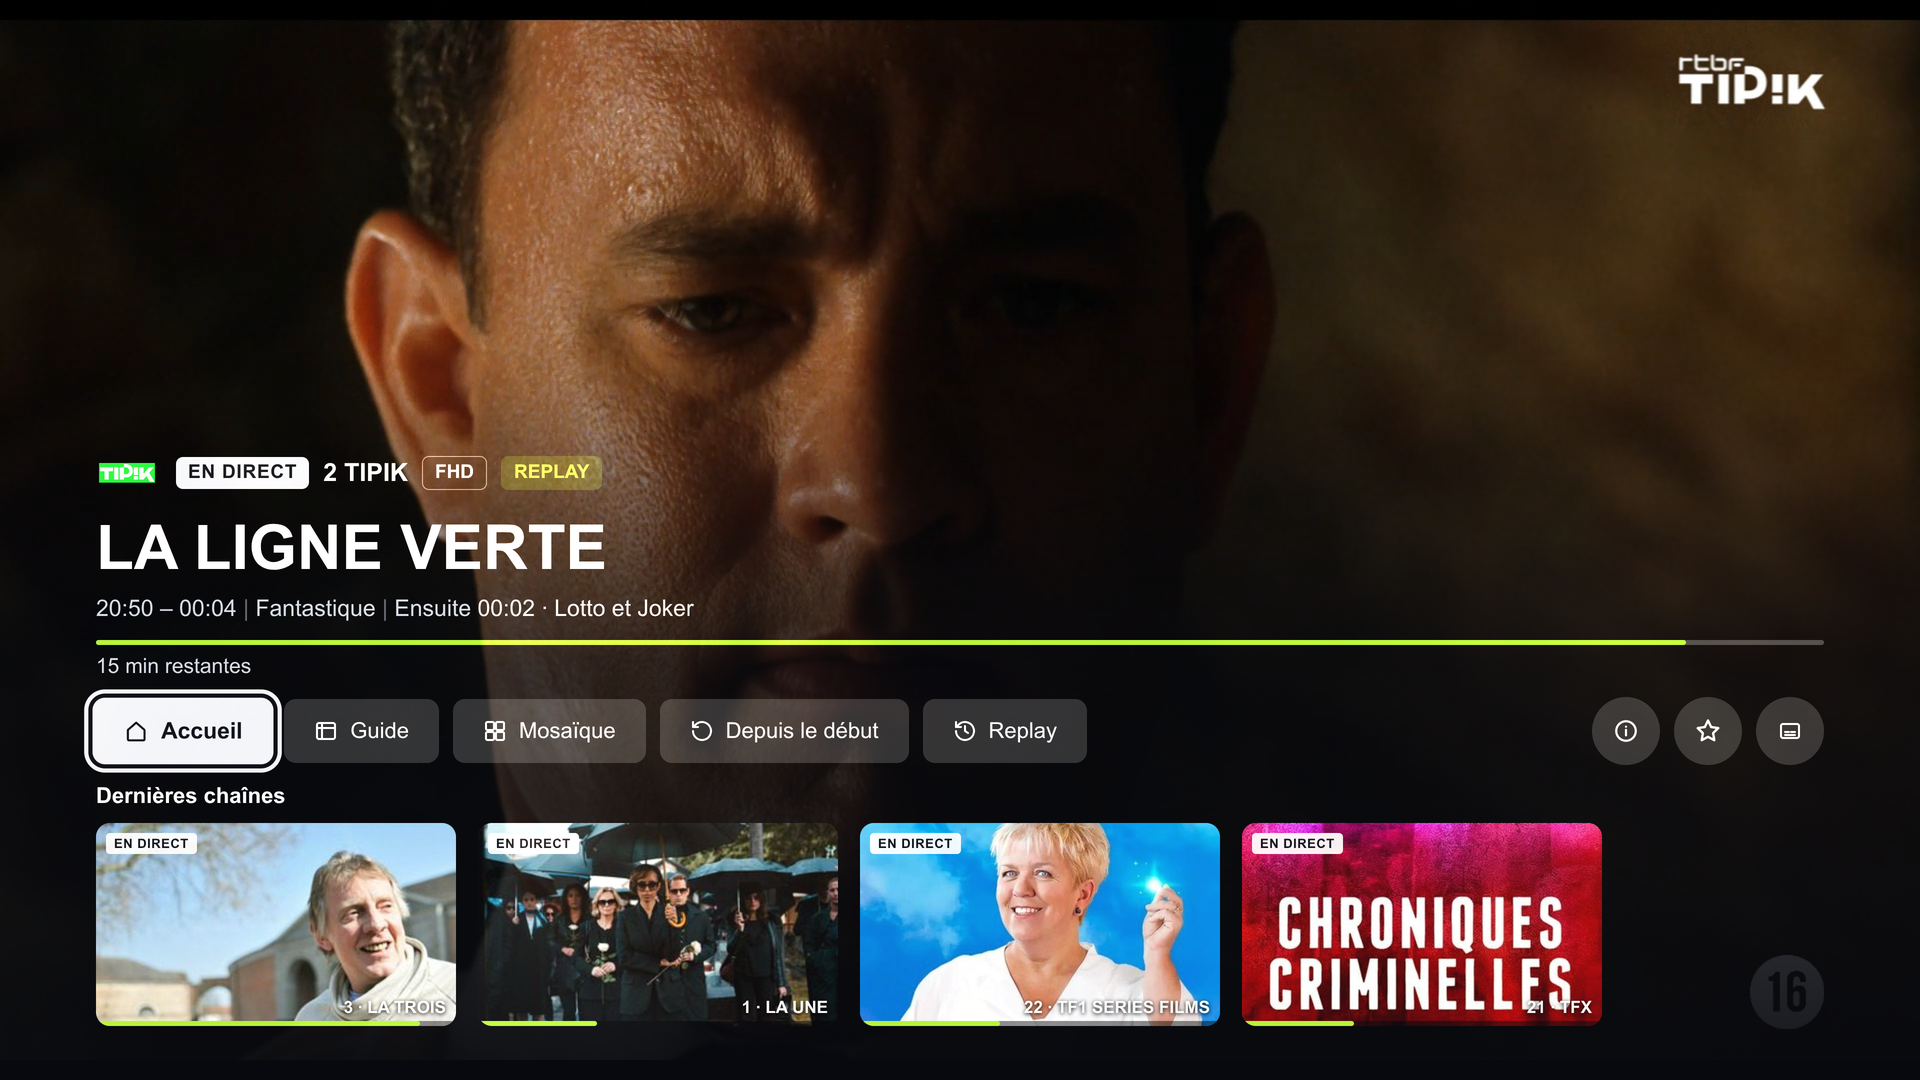 rtbf
TIPIK
TIPIK EN DIRECT 2 TIPIK FHD REPLAY
LA LIGNE VERTE
20:50 – 00:04 | Fantastique | Ensuite 00:02 · Lotto et Joker
15 min restantes
Accueil Guide Mosaïque Depuis le début Replay
Dernières chaînes
EN DIRECT EN DIRECT EN DIRECT EN DIRECT
CHRONIQUES
CRIMINELLES
3 · LA TROIS 1 · LA UNE 22 · TF1 SERIES FILMS 21 · TFX
16